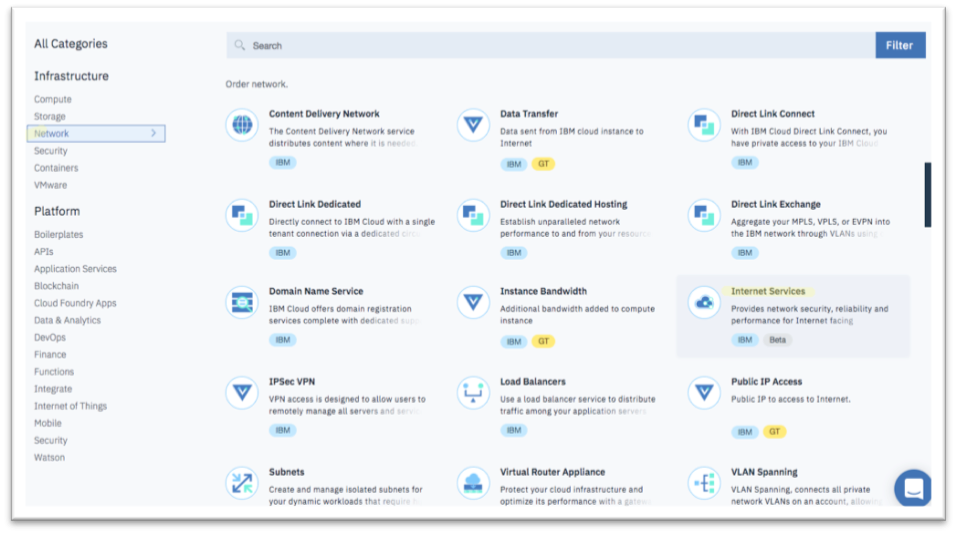 All Categories
Search
Filter
Infrastructure
Compute
Storage
Network
Security
Containers
VMware
Platform
Boilerplates
APIs
Application Services
Blockchain
Cloud Foundry Apps
Data & Analytics
DevOps
Finance
Functions
Integrate
Internet of Things
Mobile
Security
Watson
Order network.
Content Delivery Network
The Content Delivery Network service
distributes content where it is needed.
IBM
Data Transfer
Data sent from IBM cloud instance to
Internet
IBM GT
Direct Link Connect
With IBM Cloud Direct Link Connect, you
have private access to your IBM Cloud
IBM
Direct Link Dedicated
Directly connect to IBM Cloud with a single
tenant connection via a dedicated
IBM
Direct Link Dedicated Hosting
Establish unparalleled network
performance to and from your resource
IBM
Direct Link Exchange
Aggregate your MPLS, VPLS, or EVPN into
the IBM network through VLANs using
IBM
Domain Name Service
IBM Cloud offers domain registration
services complete with dedicated
IBM
Instance Bandwidth
Additional bandwidth added to compute
instance
IBM GT
Internet Services
Provides network security, reliability and
performance for Internet facing
IBM Beta
IPSec VPN
VPN access is designed to allow users to
remotely manage all servers and
IBM
Load Balancers
Use a load balancer service to distribute
traffic among your application servers
IBM
Public IP Access
Public IP to access to Internet.
IBM GT
Subnets
Create and manage isolated subnets for
your dynamic workloads that require
Virtual Router Appliance
Protect your cloud infrastructure and
optimize its performance with a
VLAN Spanning
VLAN Spanning, connects all private
network VLANs on an account, allowing